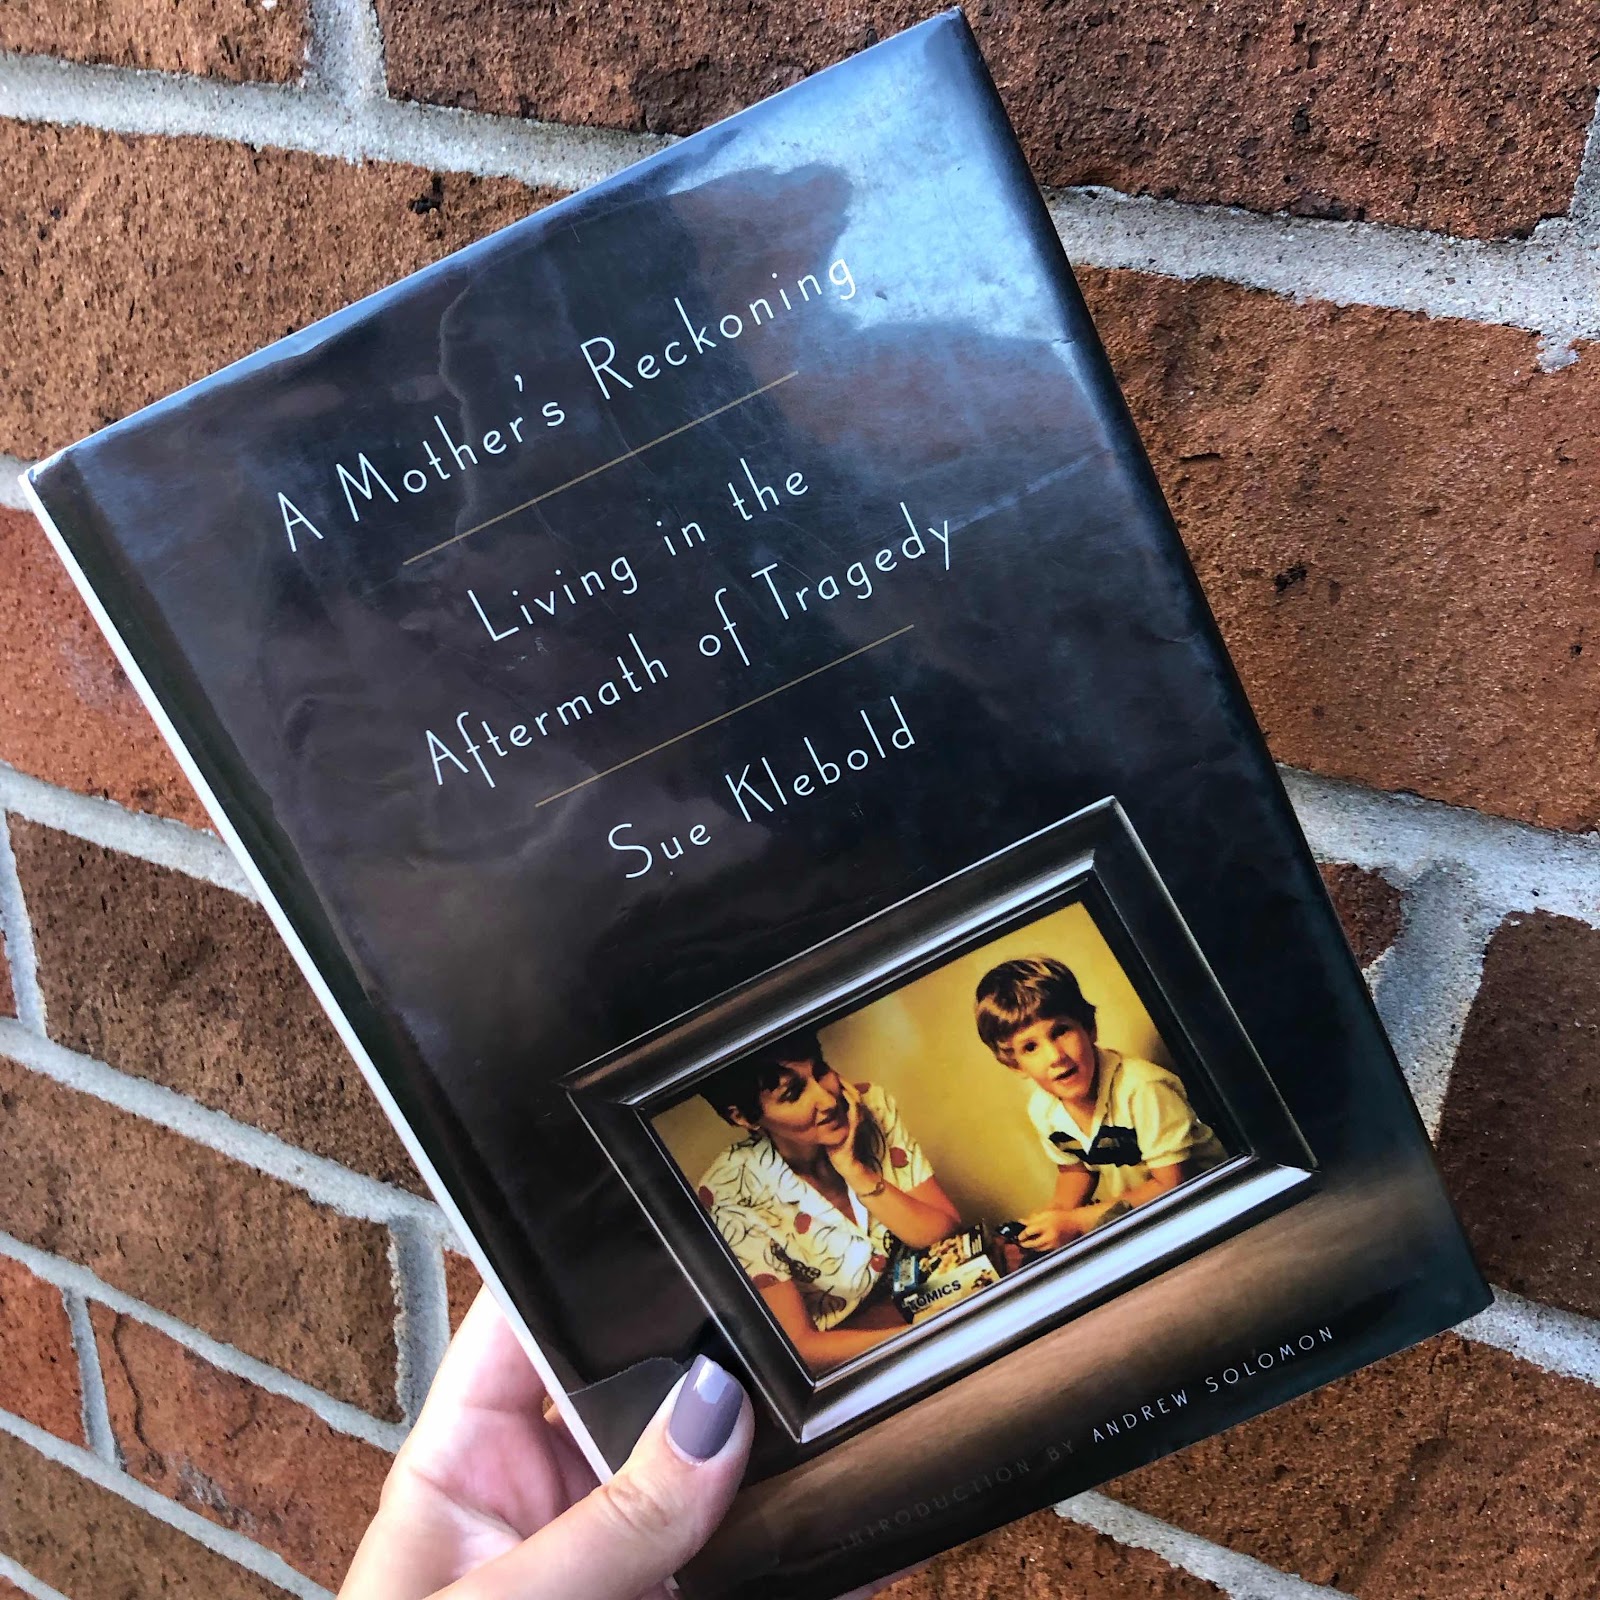 A Mother's Reckoning
Living in the
Aftermath of Tragedy
Sue Klebold
COMICS
INTRODUCTION BY ANDREW SOLOMON